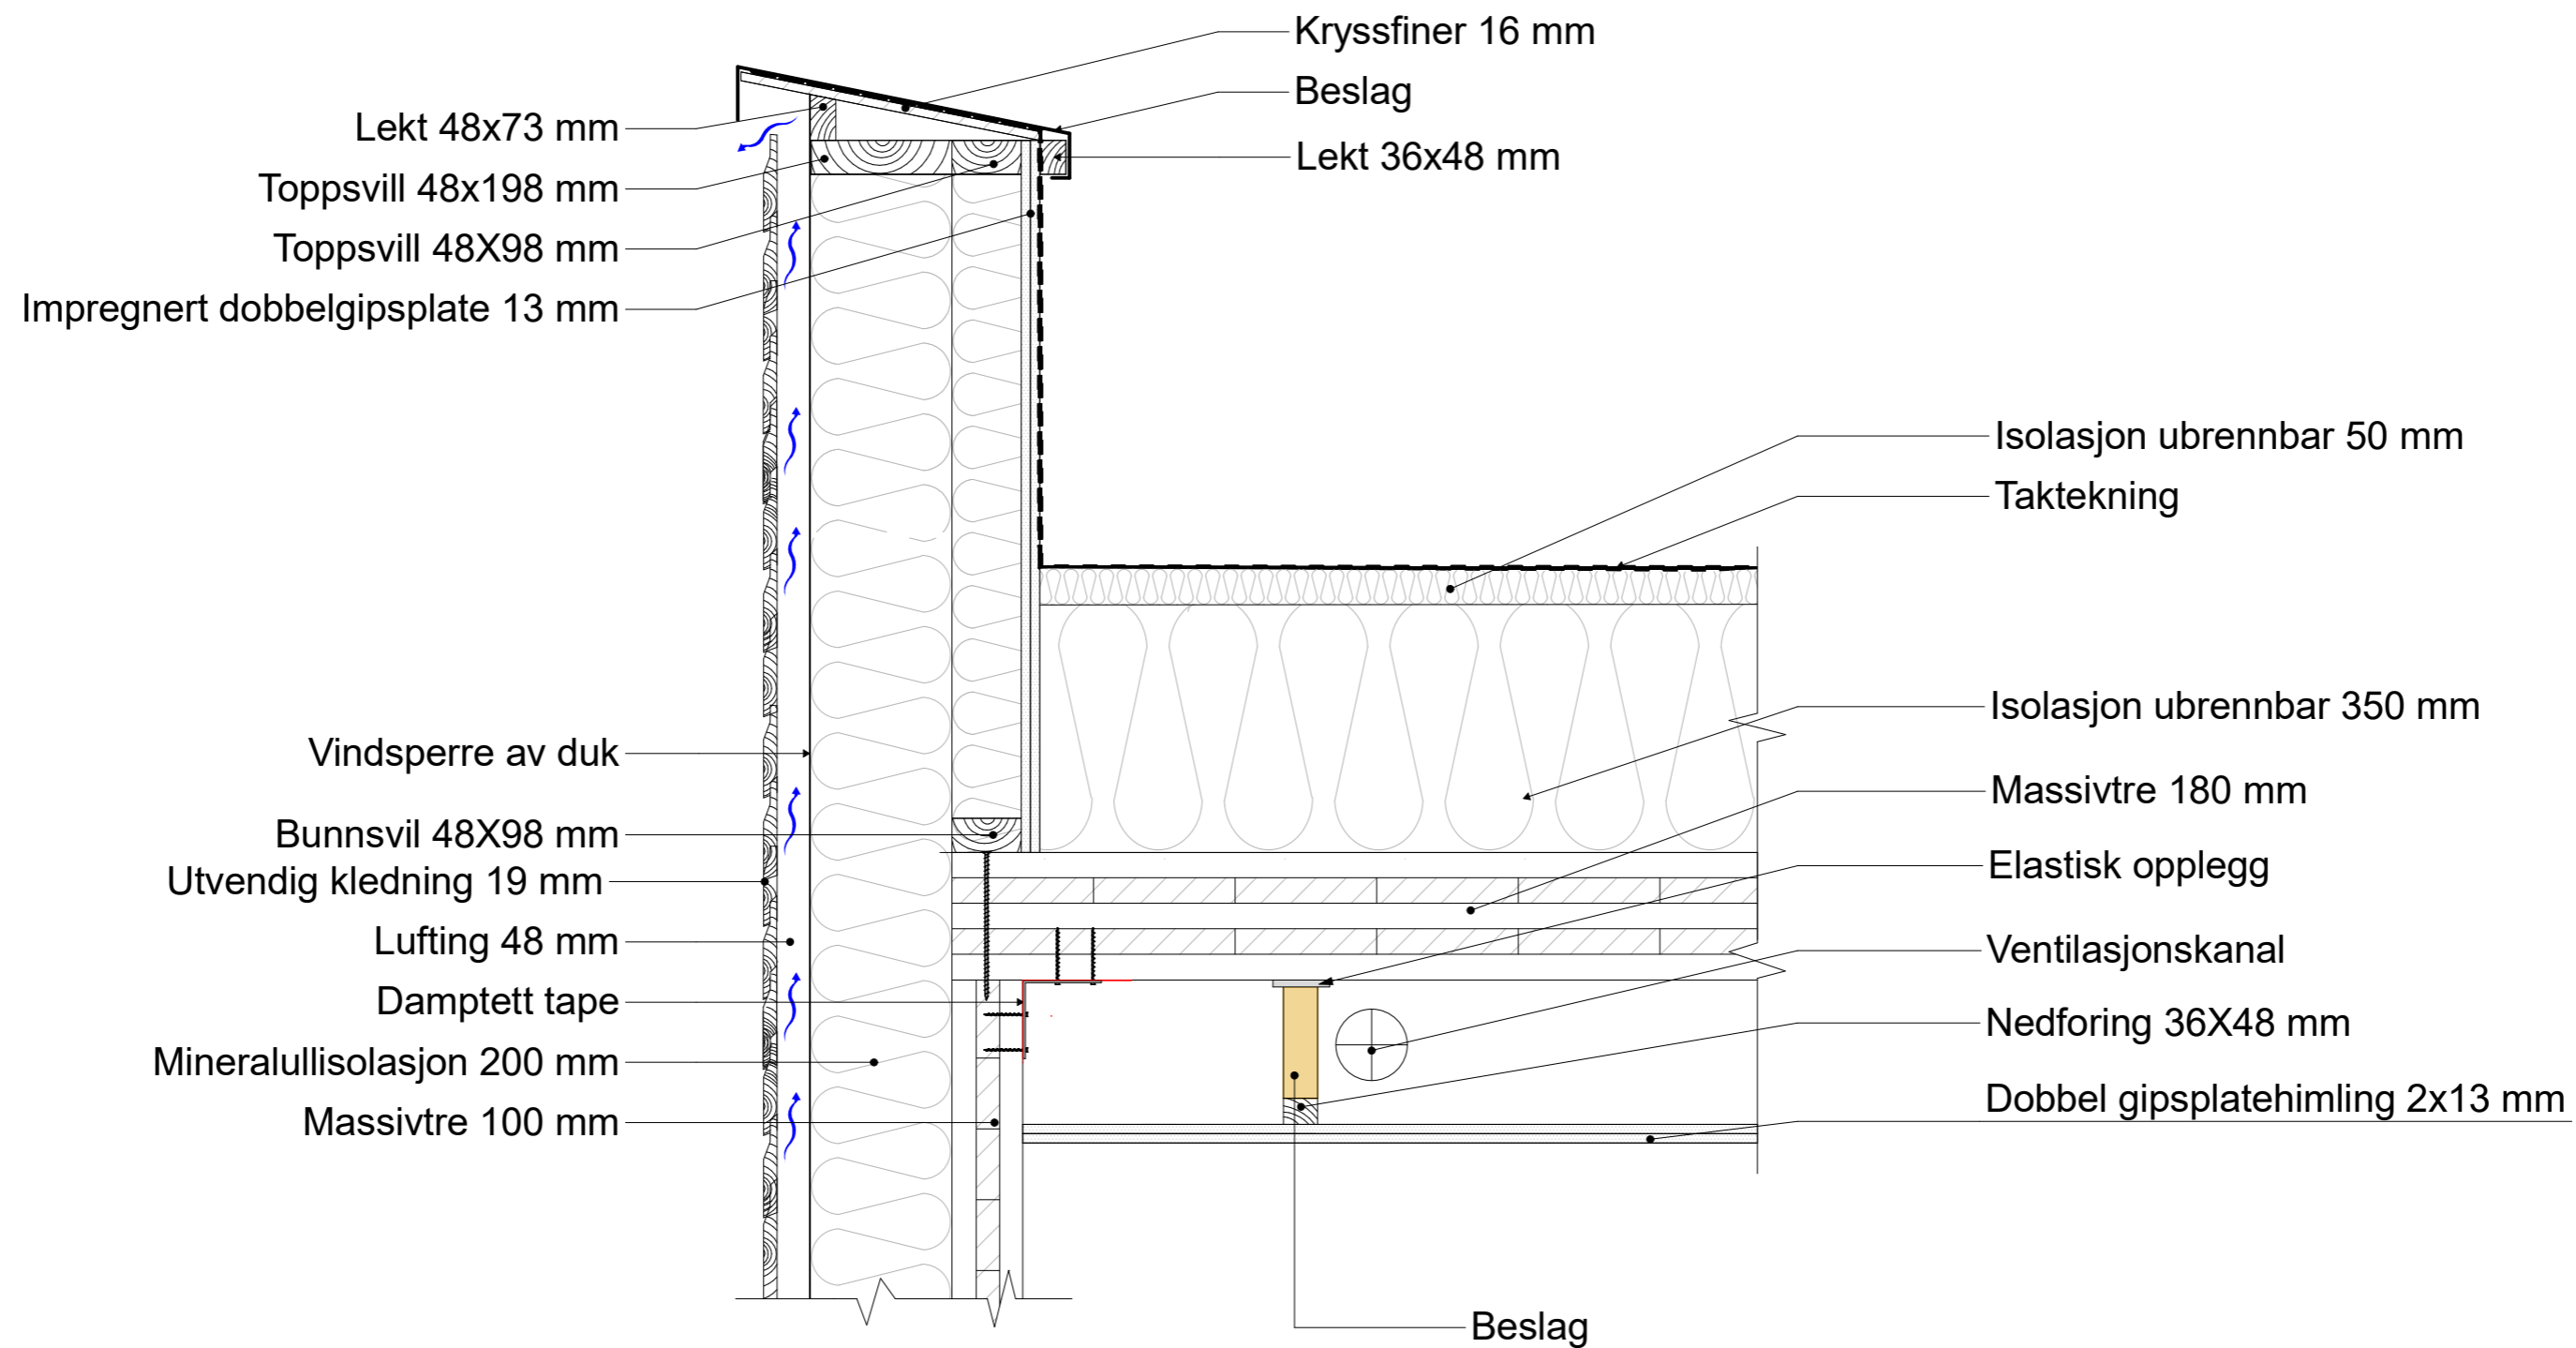 Kryssfiner 16 mm
Beslag
Lekt 36x48 mm
Lekt 48x73 mm
Toppsvill 48x198 mm
Toppsvill 48X98 mm
Impregnert dobbelgipsplate 13 mm
Isolasjon ubrennbar 50 mm
Taktekning
Vindsperre av duk
Bunnsvil 48X98 mm
Utvendig kledning 19 mm
Lufting 48 mm
Damptett tape
Mineralullisolasjon 200 mm
Massivtre 100 mm
Isolasjon ubrennbar 350 mm
Massivtre 180 mm
Elastisk opplegg
Ventilasjonskanal
Nedforing 36X48 mm
Dobbel gipsplatehimling 2x13 mm
Beslag